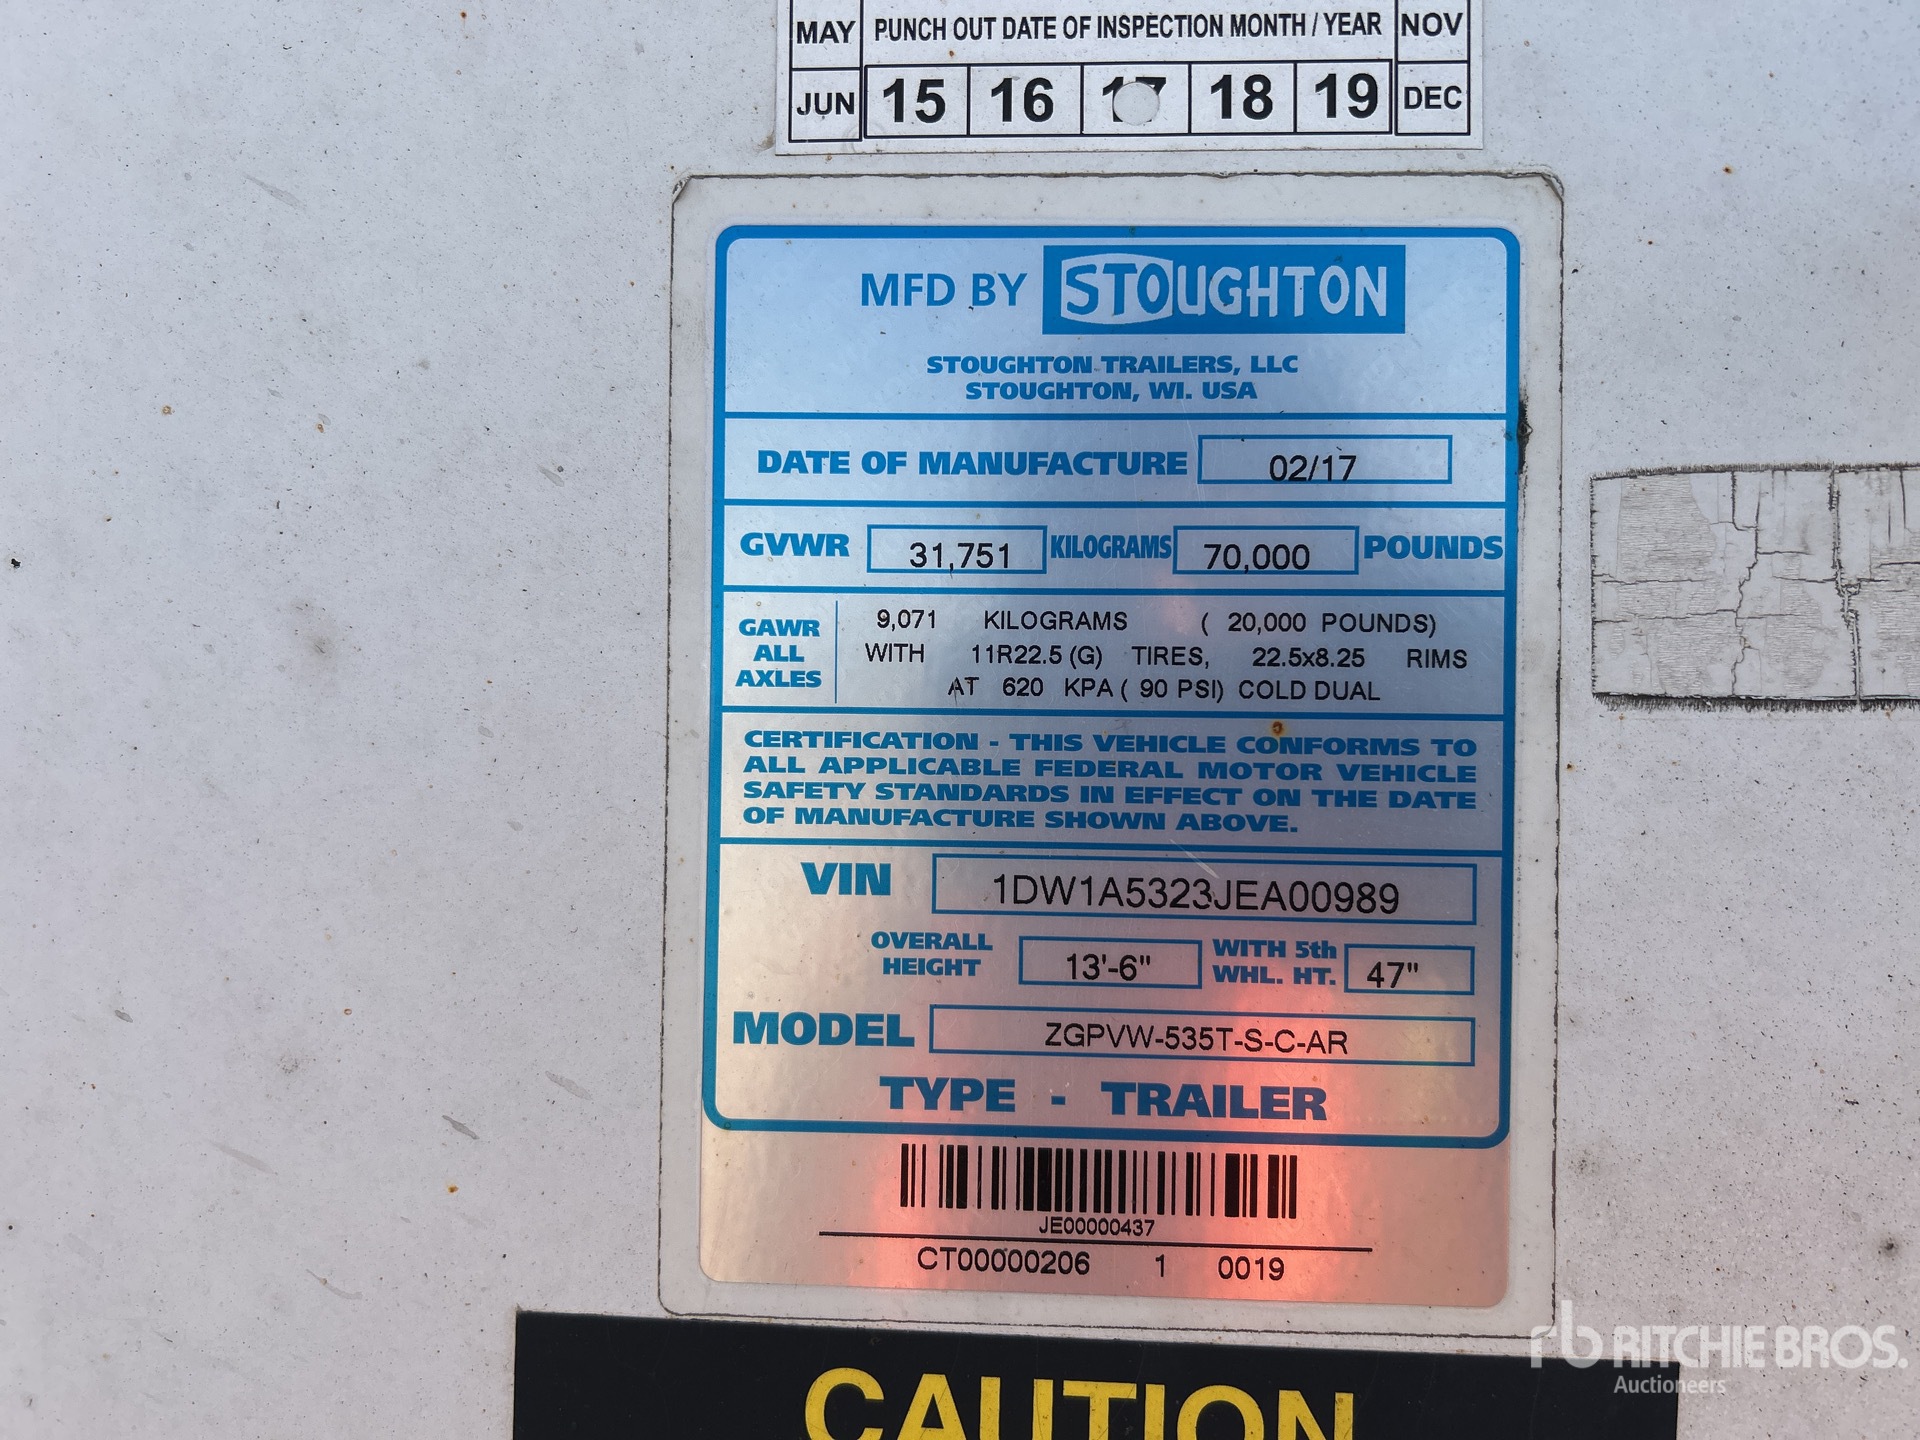 MAY PUNCH OUT DATE OF INSPECTION MONTH / YEAR NOV
JUN 15 16 17 18 19 DEC
MFD BY STOUGHTON
STOUGHTON TRAILERS, LLC
STOUGHTON, WI. USA
DATE OF MANUFACTURE 02/17
GVWR 31,751 KILOGRAMS 70,000 POUNDS
GAWR ALL AXLES
9,071 KILOGRAMS ( 20,000 POUNDS)
WITH 11R22.5 (G) TIRES, 22.5x8.25 RIMS
AT 620 KPA ( 90 PSI) COLD DUAL
CERTIFICATION - THIS VEHICLE CONFORMS TO
ALL APPLICABLE FEDERAL MOTOR VEHICLE
SAFETY STANDARDS IN EFFECT ON THE DATE
OF MANUFACTURE SHOWN ABOVE.
VIN 1DW1A5323JEA00989
OVERALL HEIGHT 13'-6" WITH 5th WHL. HT. 47"
MODEL ZGPVW-535T-S-C-AR
TYPE - TRAILER
JE00000437
CT00000206 1 0019
CAUTION
rb RITCHIE BROS.
Auctioneers